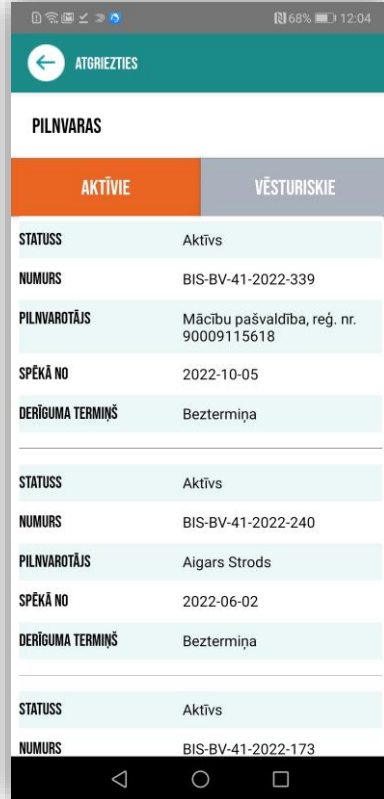 68% 12:04
ATGRIEZTIES
PILNVARAS
AKTĪVIE VĒSTURISKIE
STATUSS Aktīvs
NUMURS BIS-BV-41-2022-339
PILNVAROTĀJS Mācību pašvaldība, reģ. nr.
90009115618
SPĒKĀ NO 2022-10-05
DERĪGUMA TERMIŅŠ Beztermiņa
STATUSS Aktīvs
NUMURS BIS-BV-41-2022-240
PILNVAROTĀJS Aigars Strods
SPĒKĀ NO 2022-06-02
DERĪGUMA TERMIŅŠ Beztermiņa
STATUSS Aktīvs
NUMURS BIS-BV-41-2022-173